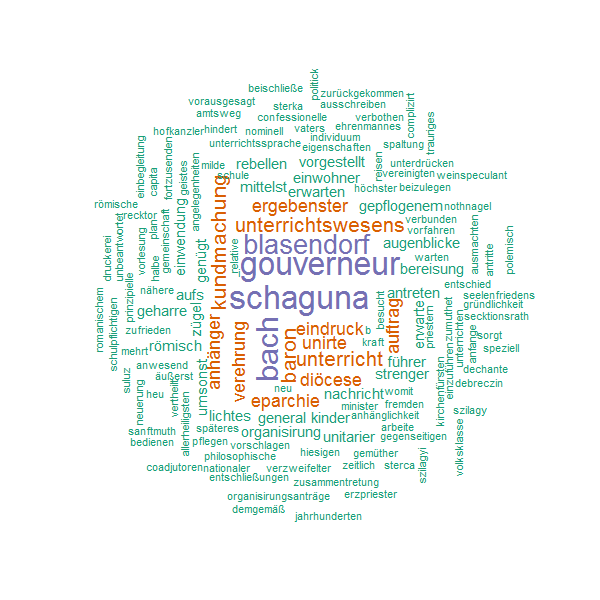 politick
beischließe
zurückgekommen
vorausgesagt
sterka
ausschreiben
amtsweg
confessionelle
verbothen
complizirt
hofkanzler
hindert
nominell
vaters
ehrenmannes
trauriges
unterrichtssprache
individuum
eigenschaften
spaltung
einbegleitung
fortzusenden
angelegenheiten
geistes
milde
rebellen
vorgestellt
reisen
unterdrücken
capita
schule
einwohner
vereinigten
weinspeculant
mittelst
erwarten
höchster
beizulegen
römische
recktor
plan
gemeinschaft
einwendung
kundmachung
ergebenster
gepflogenem
nothnagel
unterrichtswesens
verbunden
vorfahren
druckerei
unbeantwortet
vorlesung
halbe
genügt
relative
blasendorf
augenblicke
ausmachten
antritte
polemisch
gouverneur
warten
bereisung
prinzipielle
nähere
aufs
schaguna
besucht
antreten
entschied
seelenfriedens
gründlichkeit
secktionsrath
romanischem
schulpflichtigen
geharre
zügel
anhänger
verehrung
bach
baron
eindruck
b
auftrag
erwarte
priestern
zumuthet
unterrichten
anfange
sorgt
zufrieden
römisch
unirte
kraft
speziell
mehrt
anwesend
umsonst
unterricht
führer
kirchenfürsten
einzuführen
dechante
suluz
neuerung
äußerst
vertheilt
heu
neu
diöcese
strenger
debreczin
allerheiligsten
eparchie
nachricht
womit
minister
fremden
lichtes
general
kinder
anhänglichkeit
szilagy
sanftmuth
späteres
organisirung
unitarier
arbeite
gegenseitigen
volksklasse
bedienen
pflegen
vorschlagen
hiesigen
gemüther
szilagyi
philosophische
coadjutoren
nationaler
verzweifelter
zeitlich
sterca
entschließungen
zusammentretung
organisirungsanträge
erzpriester
demgemäß
jahrhunderten